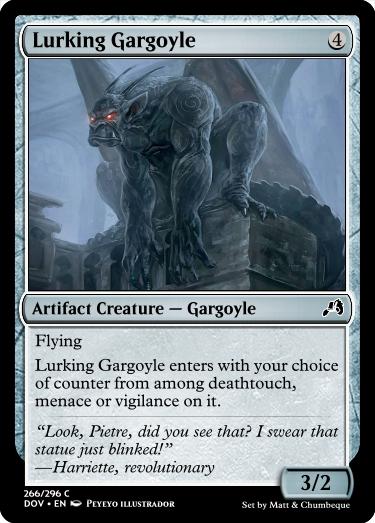 Lurking Gargoyle 4
Artifact Creature — Gargoyle
Flying
Lurking Gargoyle enters with your choice
of counter from among deathtouch,
menace or vigilance on it.
“Look, Pietre, did you see that? I swear that
statue just blinked!”
—Harriette, revolutionary
3/2
266/296 C
DOV • EN Peyeyo illustrador
Set by Matt & Chumbeque